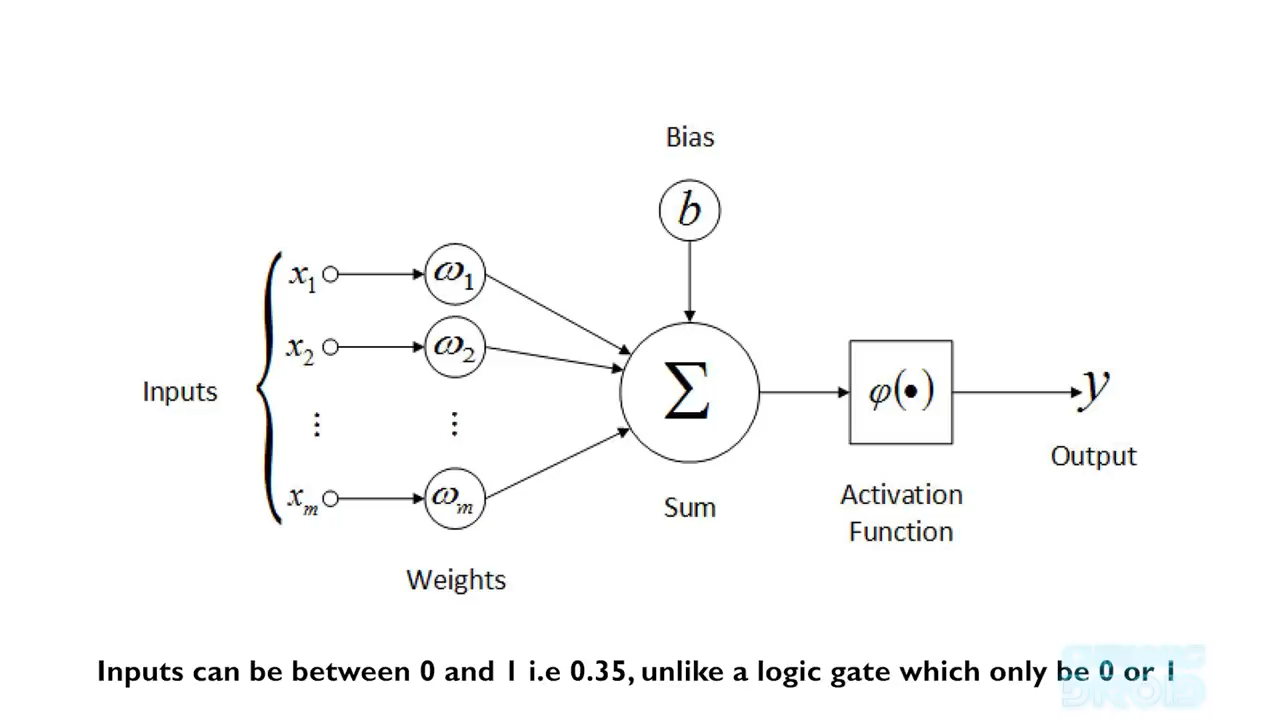 Bias
b
x1
ω1
x2
ω2
Inputs
Σ
φ(•)
y
⋮
⋮
Output
xm
ωm
Sum
Activation
Function
Weights
Inputs can be between 0 and 1 i.e 0.35, unlike a logic gate which only be 0 or 1